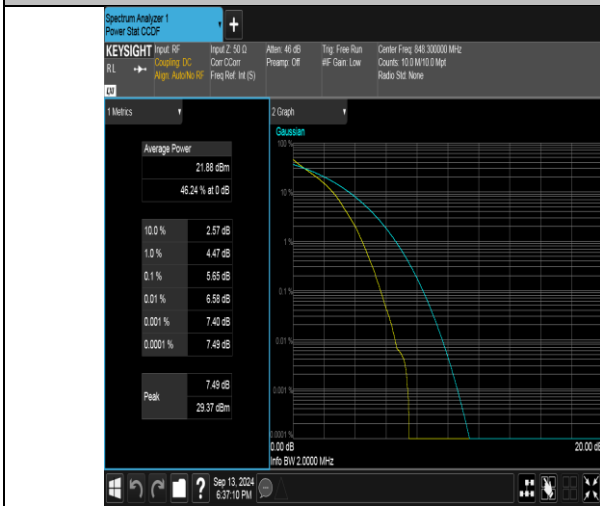 Spectrum Analyzer 1
Power Stat CCDF
+
KEYSIGHT
RL
LXI
Input: RF
Coupling: DC
Align: Auto/No RF
Input Z: 50 Ω
Corr CCorr
Freq Ref: Int (S)
Atten: 46 dB
Preamp: Off
Trig: Free Run
#IF Gain: Low
Center Freq: 848.300000 MHz
Counts: 10.0 M/10.0 Mpt
Radio Std: None
1 Metrics
Average Power
21.88 dBm
46.24 % at 0 dB
10.0 % 2.57 dB
1.0 % 4.47 dB
0.1 % 5.65 dB
0.01 % 6.58 dB
0.001 % 7.40 dB
0.0001 % 7.49 dB
Peak
7.49 dB
29.37 dBm
2 Graph
Gaussian
100 %
10 %
1 %
0.1 %
0.01 %
0.001 %
0.0001 %
0.00 dB
20.00 dB
Info BW 2.0000 MHz
?
Sep 13, 2024
6:37:10 PM